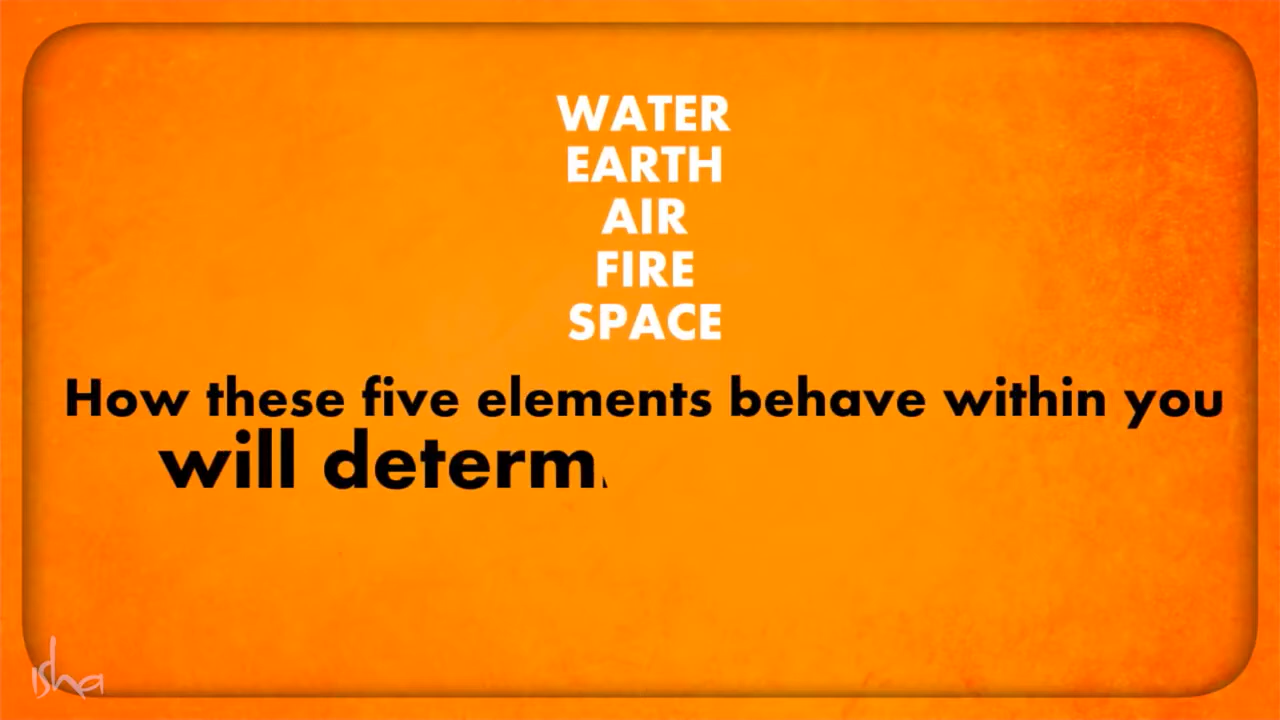 WATER
EARTH
AIR
FIRE
SPACE
How these five elements behave within you
will determ
isha